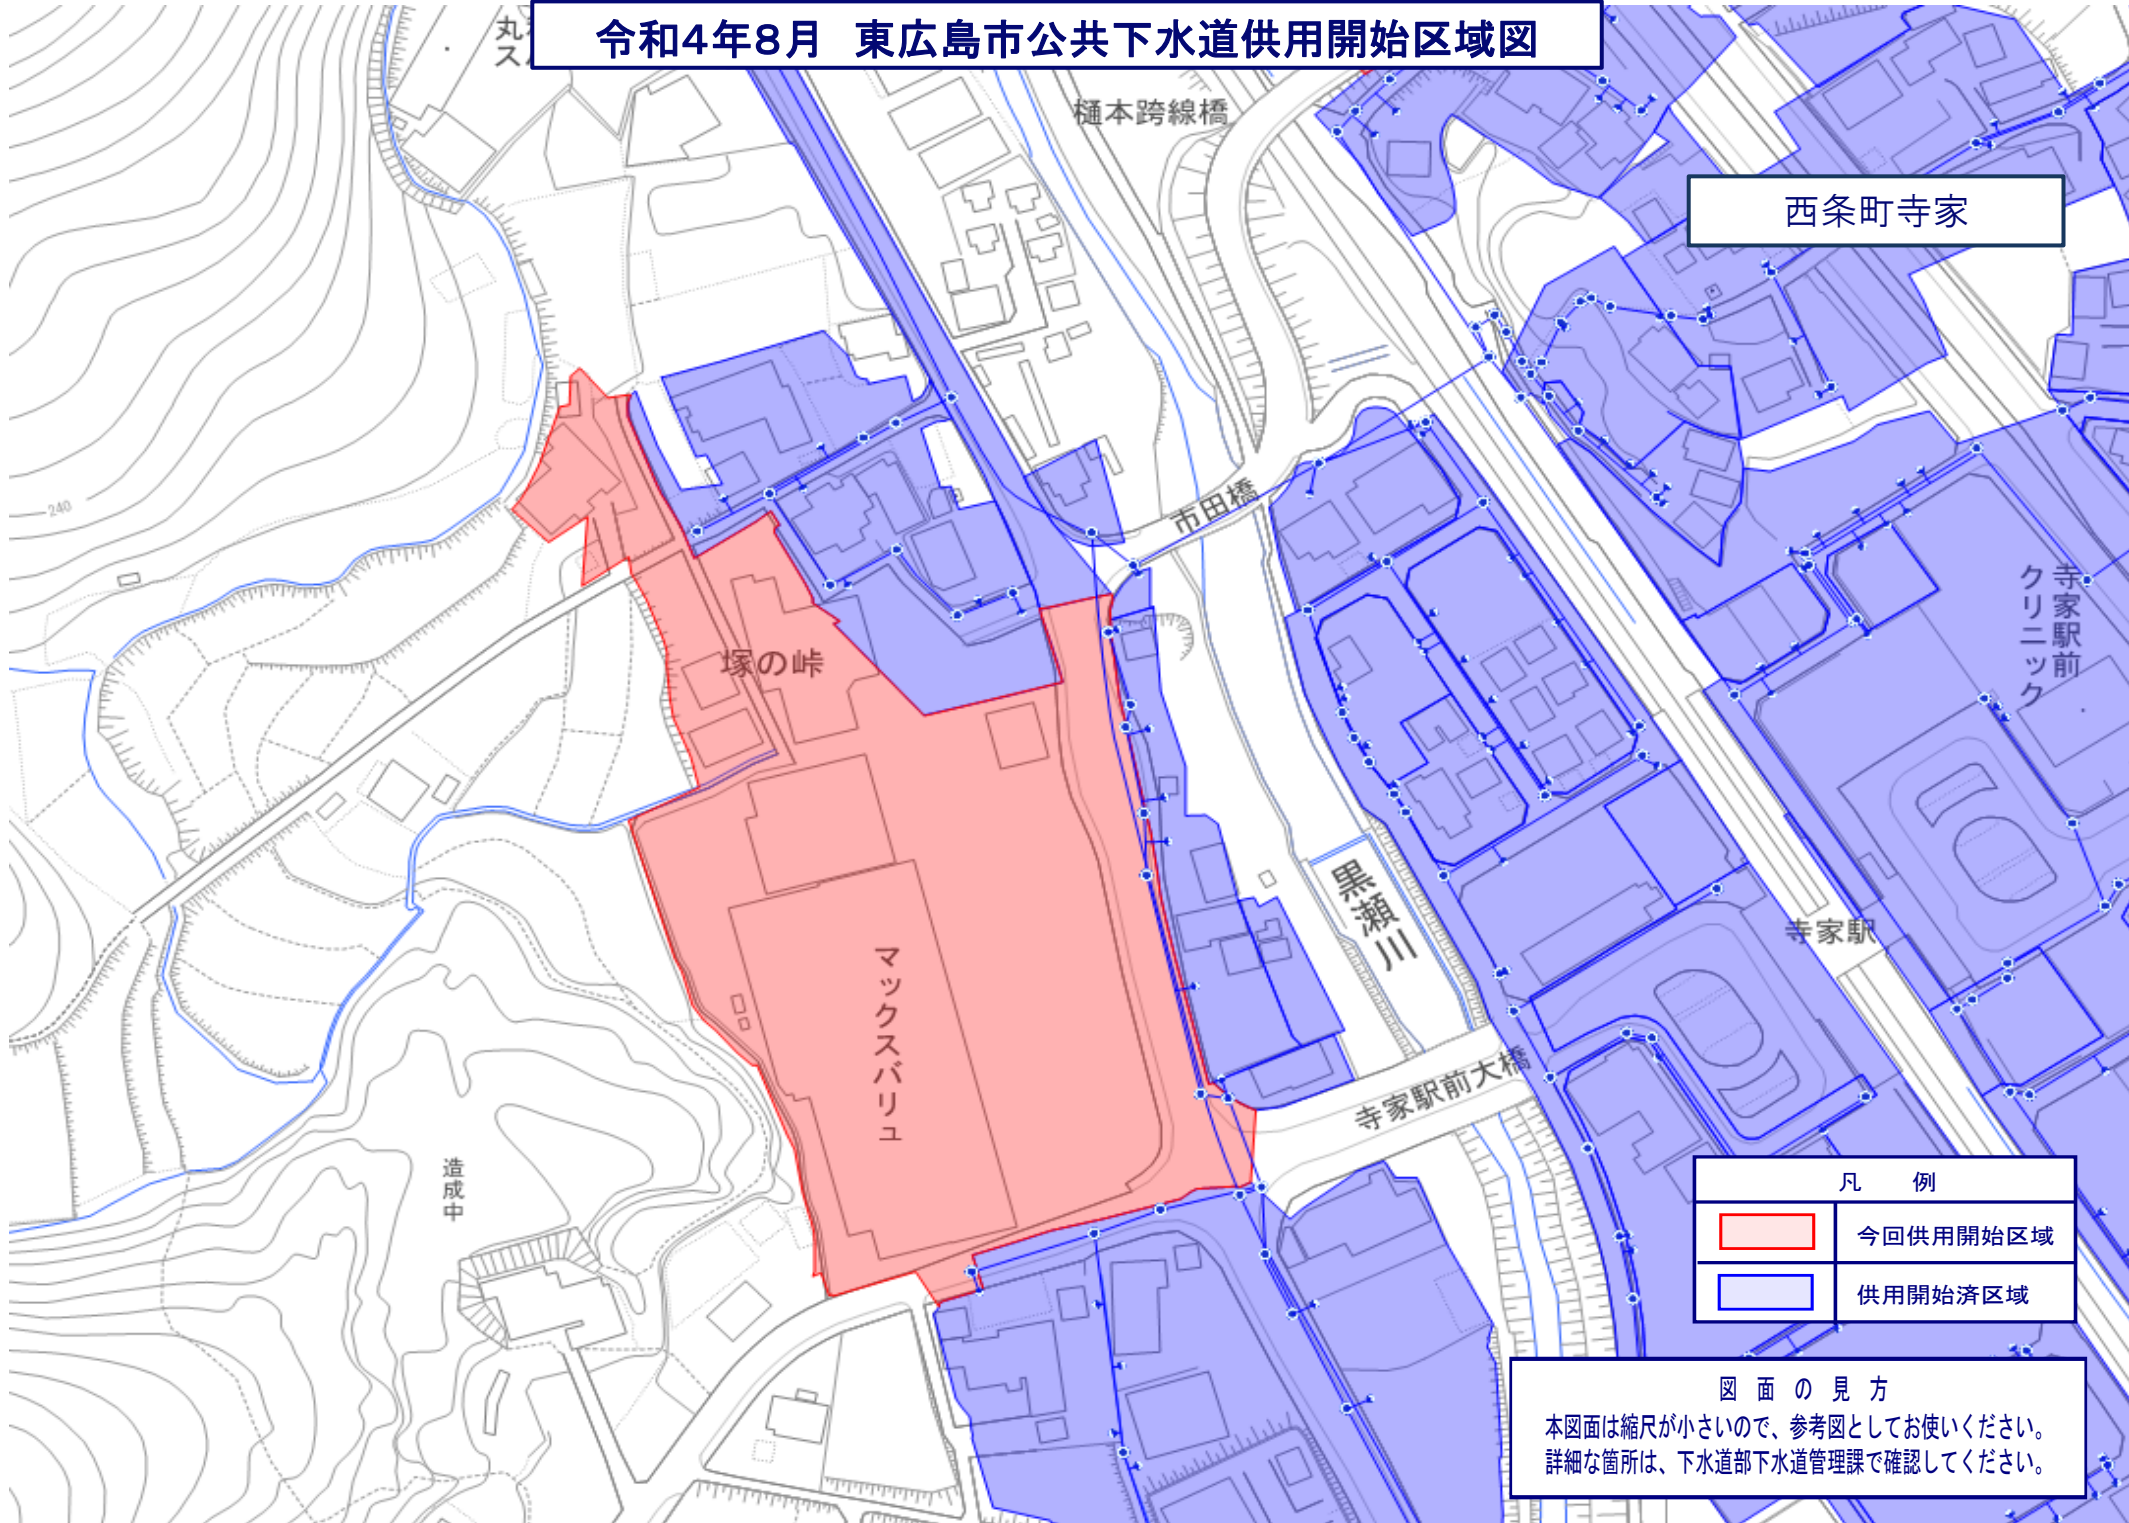 令和4年8月　東広島市公共下水道供用開始区域図
樋本跨線橋
西条町寺家
240
市田橋
塚の峠
寺家駅前
クリニック
黒瀬川
寺家駅
マックスバリュ
寺家駅前大橋
造成中
凡　例
今回供用開始区域
供用開始済区域
図面の見方
本図面は縮尺が小さいので、参考図としてお使いください。
詳細な箇所は、下水道部下水道管理課で確認してください。